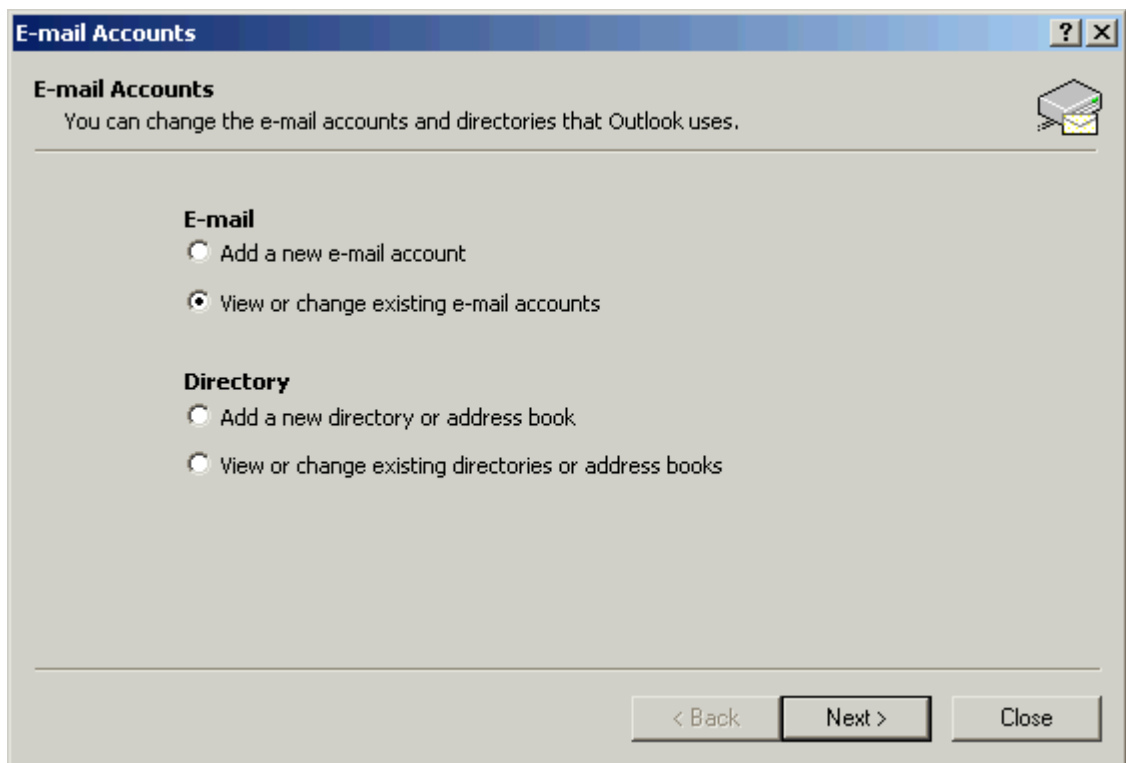 E-mail Accounts
E-mail Accounts
You can change the e-mail accounts and directories that Outlook uses.
E-mail
Add a new e-mail account
View or change existing e-mail accounts
Directory
Add a new directory or address book
View or change existing directories or address books
< Back Next > Close